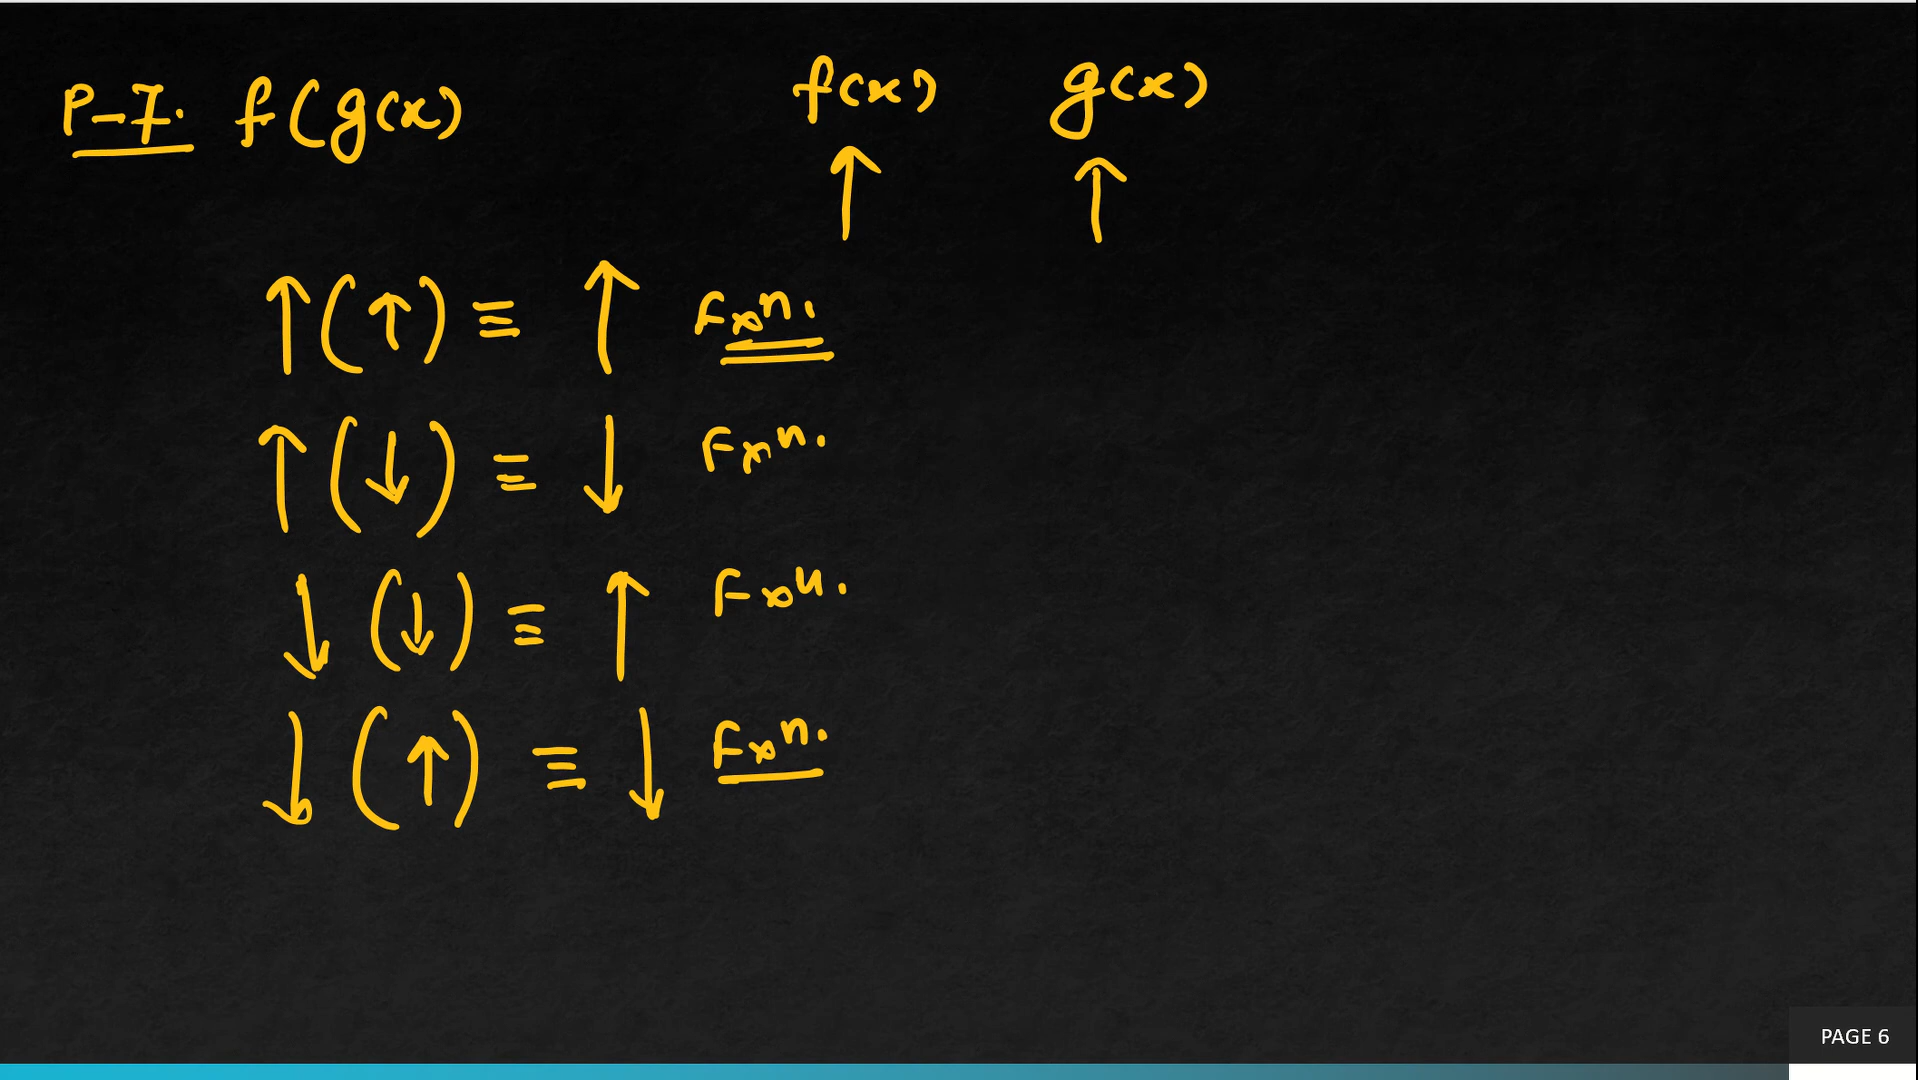 P-7. f(g(x) f(x) g(x)
↑ ↑
↑(↑) ≡ ↑ Fxn.
↑(↓) ≡ ↓ Fxn.
↓(↓) ≡ ↑ Fxn.
↓(↑) ≡ ↓ Fxn.
PAGE 6